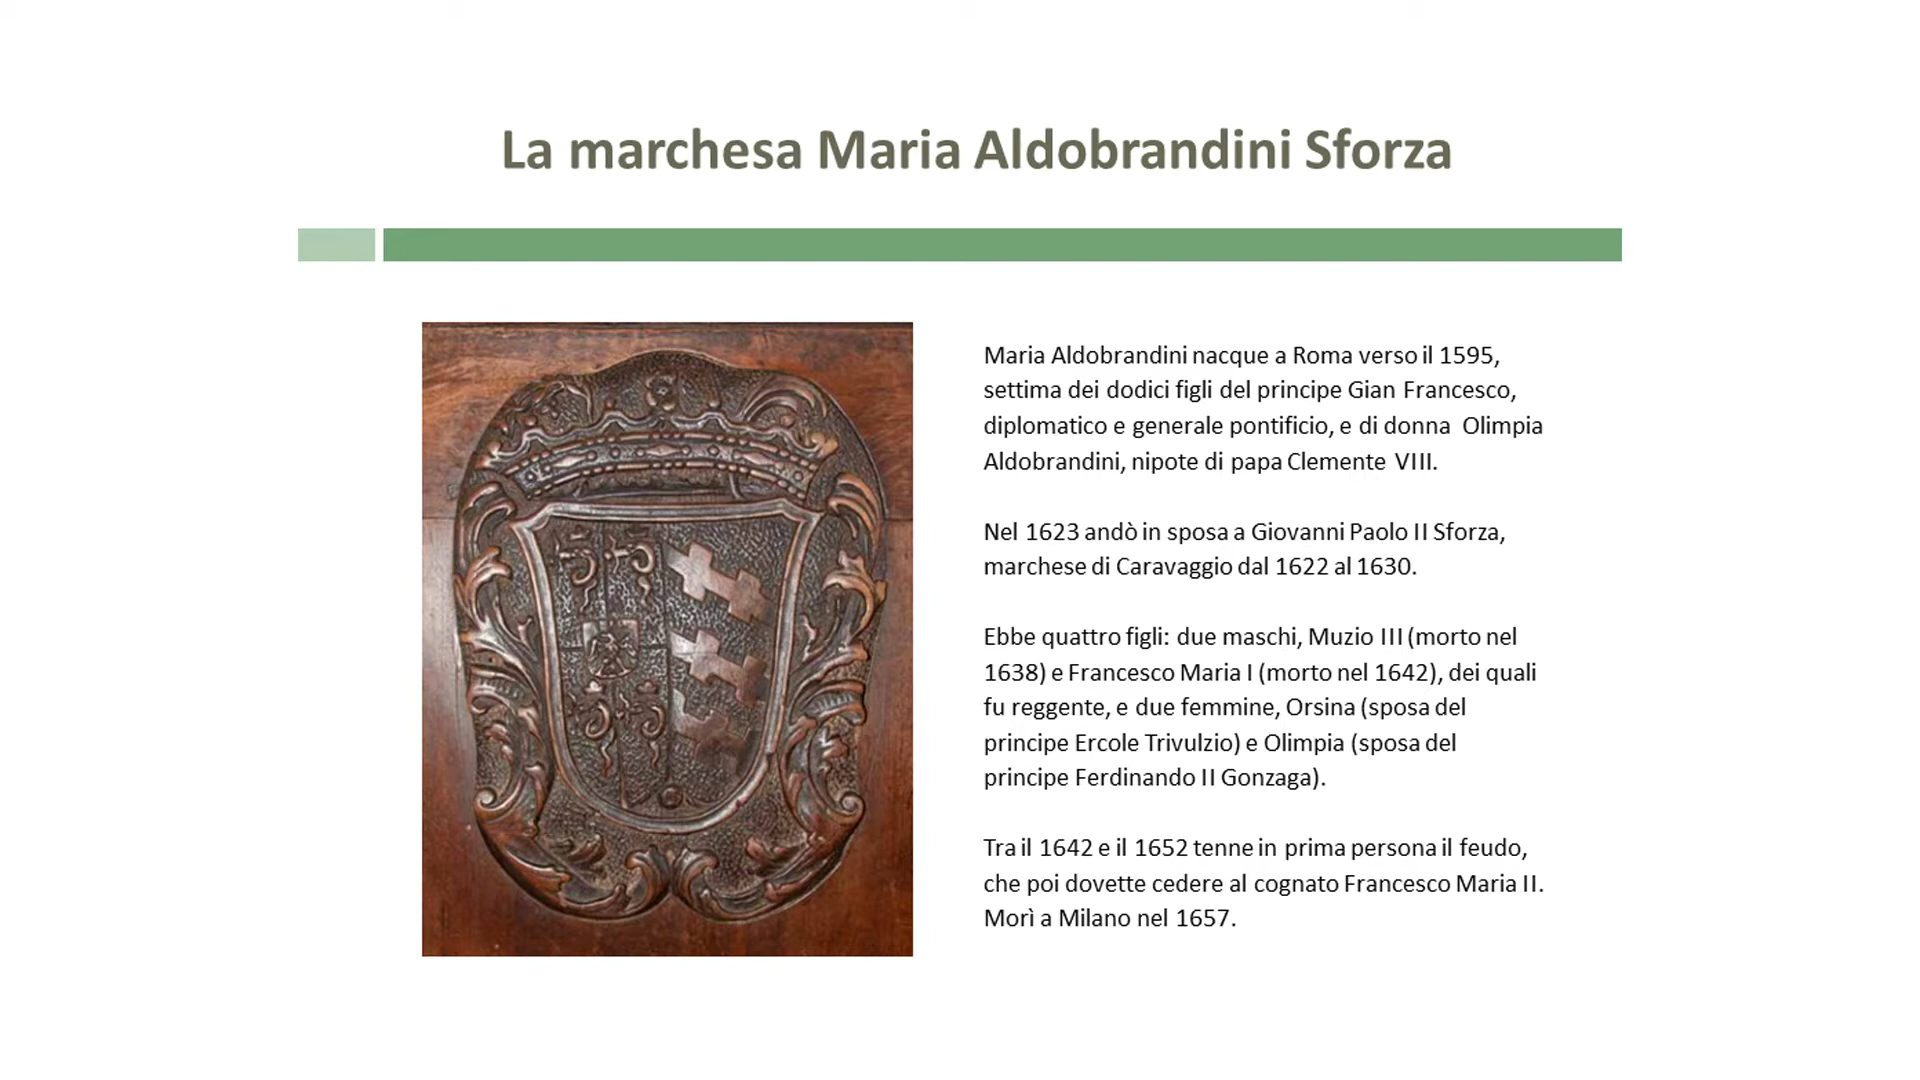 La marchesa Maria Aldobrandini Sforza
Maria Aldobrandini nacque a Roma verso il 1595,
settima dei dodici figli del principe Gian Francesco,
diplomatico e generale pontificio, e di donna Olimpia
Aldobrandini, nipote di papa Clemente VIII.
Nel 1623 andò in sposa a Giovanni Paolo II Sforza,
marchese di Caravaggio dal 1622 al 1630.
Ebbe quattro figli: due maschi, Muzio III (morto nel
1638) e Francesco Maria I (morto nel 1642), dei quali
fu reggente, e due femmine, Orsina (sposa del
principe Ercole Trivulzio) e Olimpia (sposa del
principe Ferdinando II Gonzaga).
Tra il 1642 e il 1652 tenne in prima persona il feudo,
che poi dovette cedere al cognato Francesco Maria II.
Morì a Milano nel 1657.